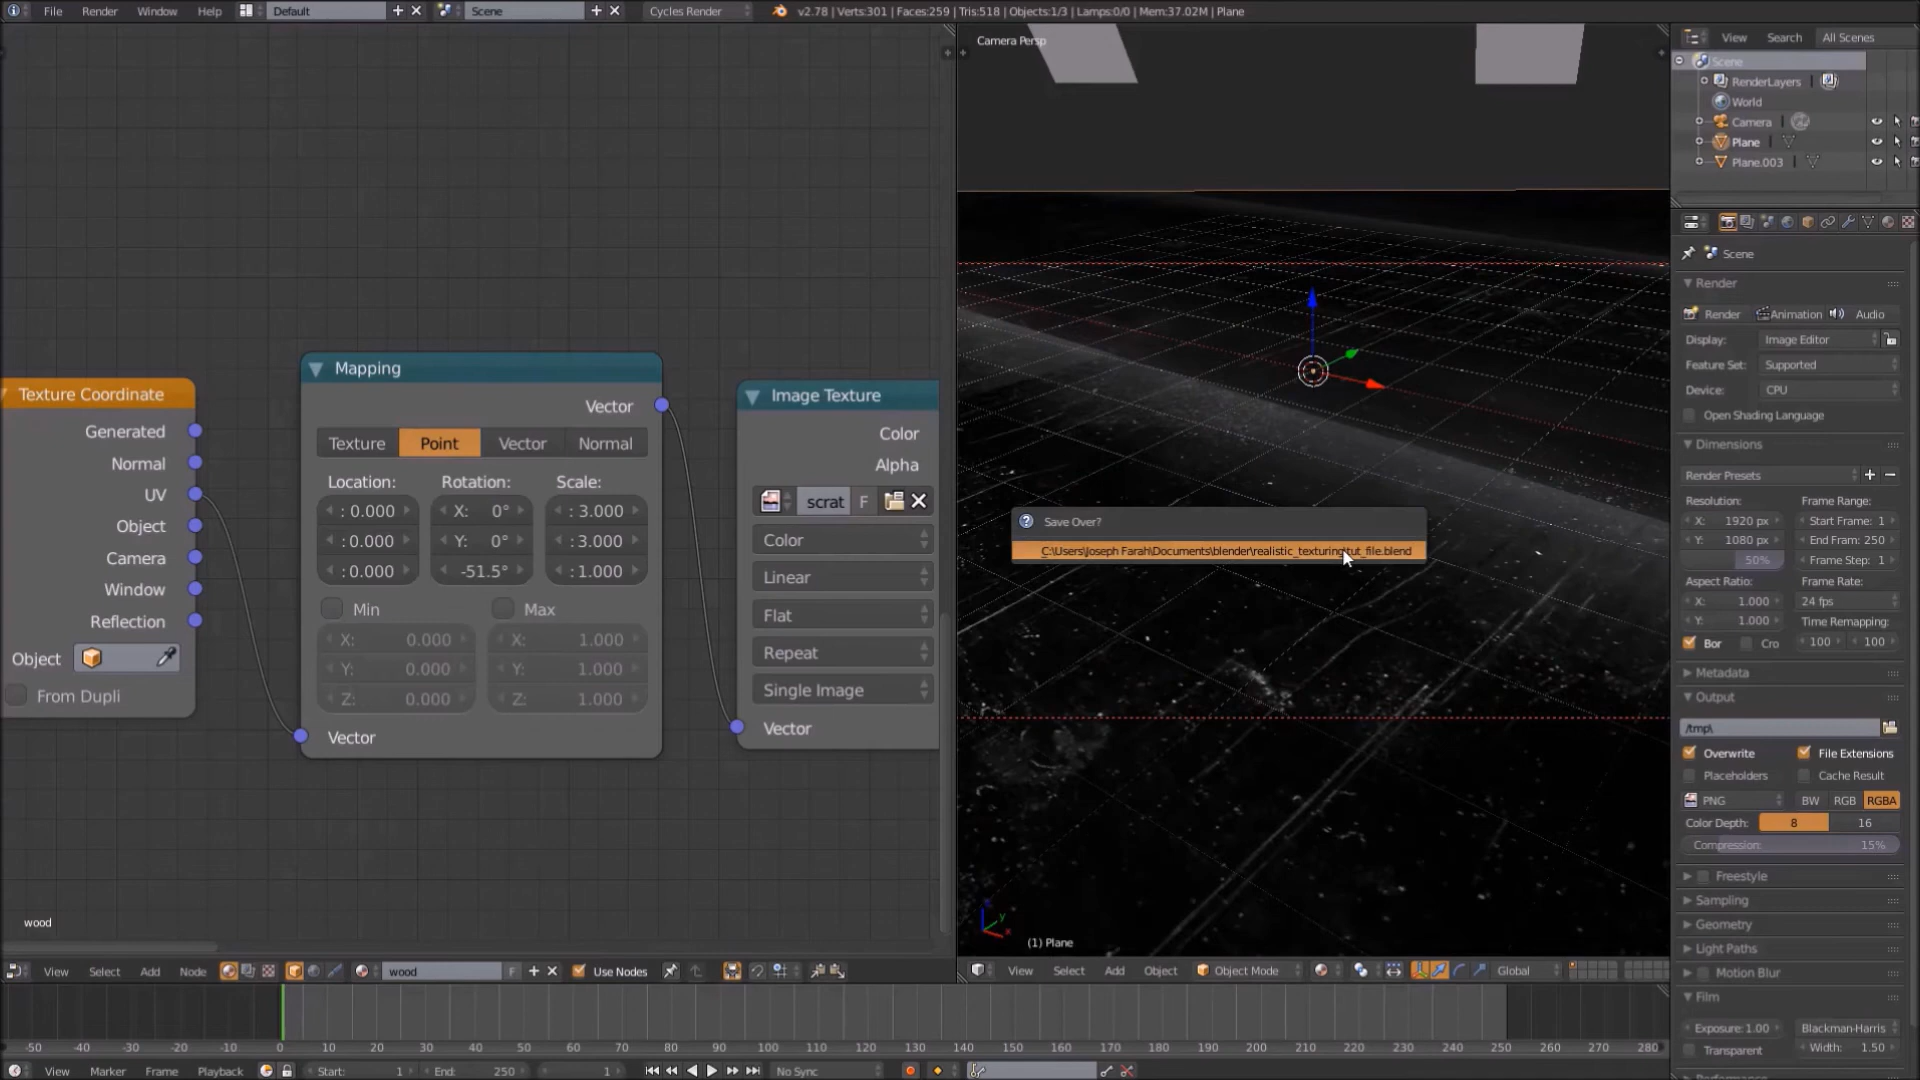 File Render Window Help Default Scene Cycles Render v2.78 | Verts:301 | Faces:259 | Tris:518 | Objects:1/3 | Lamps:0/0 | Mem:37.02M | Plane
Camera Persp
View Search All Scenes
Scene
RenderLayers
World
Camera
Plane
Plane.003
Texture Coordinate
Generated
Normal
UV
Object
Camera
Window
Reflection
Object
From Dupli
Mapping
Vector
Texture Point Vector Normal
Location: Rotation: Scale:
: 0.000 X: 0° : 3.000
: 0.000 Y: 0° : 3.000
: 0.000 -51.5° : 1.000
Min Max
X: 0.000 X: 1.000
Y: 0.000 Y: 1.000
Z: 0.000 Z: 1.000
Vector
Image Texture
Color
Alpha
scrat F
Color
Linear
Flat
Repeat
Single Image
Vector
Save Over?
C:\Users\Joseph Farah\Documents\blender\realistic_texturing\tut_file.blend
(1) Plane
Scene
Render
Render Animation Audio
Display: Image Editor
Feature Set: Supported
Device: CPU
Open Shading Language
Dimensions
Render Presets
Resolution: Frame Range:
X: 1920 px Start Frame: 1
Y: 1080 px End Fram: 250
50% Frame Step: 1
Aspect Ratio: Frame Rate:
X: 1.000 24 fps
Y: 1.000 Time Remapping:
Bor Cro 100 100
Metadata
Output
/tmp\
Overwrite File Extensions
Placeholders Cache Result
PNG BW RGB RGBA
Color Depth: 8 16
Compression: 15%
Freestyle
Sampling
Geometry
Light Paths
Motion Blur
Film
Exposure: 1.00 Blackman-Harris
Transparent Width: 1.50
wood
View Select Add Node wood F Use Nodes
View Select Add Object Object Mode Global
-50 -40 -30 -20 -10 0 10 20 30 40 50 60 70 80 90 100 110 120 130 140 150 160 170 180 190 200 210 220 230 240 250 260 270 280
View Marker Frame Playback Start: 1 End: 250 1 No Sync